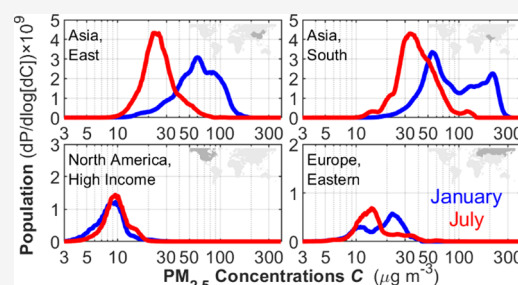 Population (dP/dlog[dC])×10⁹
5
4
3
2
1
0
Asia,
East
3 5 10 30 50 100 300
5
4
3
2
1
0
Asia,
South
3 5 10 30 50 100 300
3
2
1
0
North America,
High Income
3 5 10 30 50 100 300
2
1
0
Europe,
Eastern
January
July
3 5 10 30 50 100 300
PM2.5 Concentrations C (μg m-3)